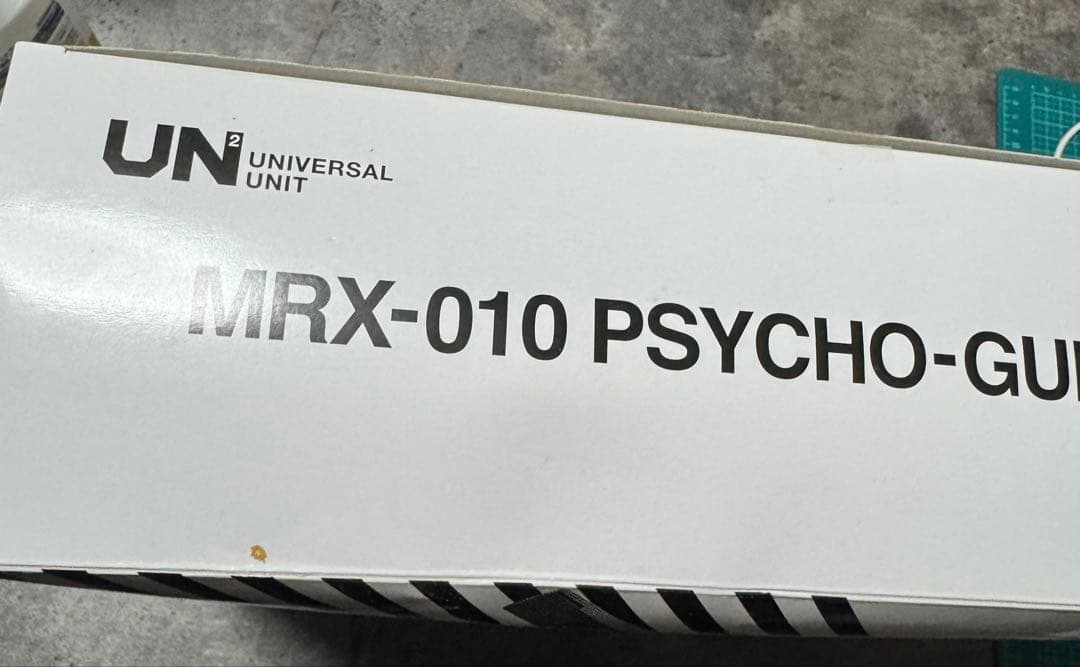 UN² UNIVERSAL
UNIT
MRX-010 PSYCHO-GU